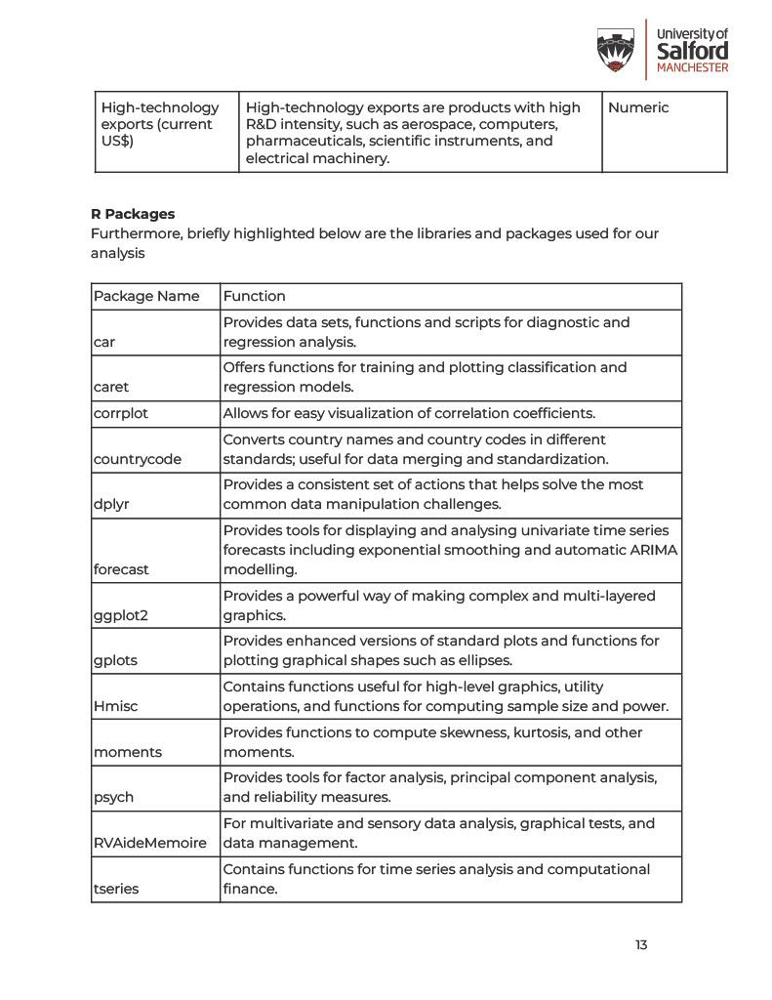 University of
Salford
MANCHESTER
High-technology
exports (current
US$)
High-technology exports are products with high
R&D intensity, such as aerospace, computers,
pharmaceuticals, scientific instruments, and
electrical machinery.
Numeric
R Packages
Furthermore, briefly highlighted below are the libraries and packages used for our
analysis
Package Name
Function
car
Provides data sets, functions and scripts for diagnostic and
regression analysis.
caret
Offers functions for training and plotting classification and
regression models.
corrplot
Allows for easy visualization of correlation coefficients.
countrycode
Converts country names and country codes in different
standards; useful for data merging and standardization.
dplyr
Provides a consistent set of actions that helps solve the most
common data manipulation challenges.
forecast
Provides tools for displaying and analysing univariate time series
forecasts including exponential smoothing and automatic ARIMA
modelling.
ggplot2
Provides a powerful way of making complex and multi-layered
graphics.
gplots
Provides enhanced versions of standard plots and functions for
plotting graphical shapes such as ellipses.
Hmisc
Contains functions useful for high-level graphics, utility
operations, and functions for computing sample size and power.
moments
Provides functions to compute skewness, kurtosis, and other
moments.
psych
Provides tools for factor analysis, principal component analysis,
and reliability measures.
RVAideMemoire
For multivariate and sensory data analysis, graphical tests, and
data management.
tseries
Contains functions for time series analysis and computational
finance.
13